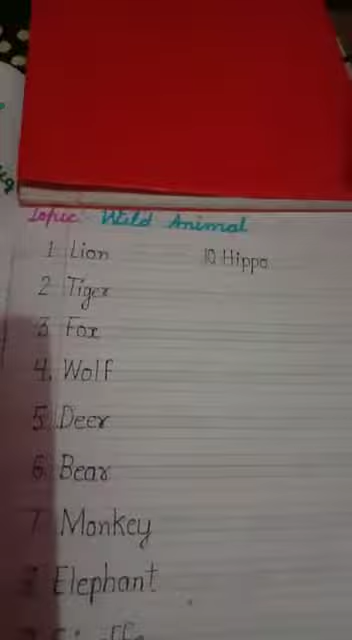 Topic:- Wild Animal
1. Lion
2. Tiger
3. Fox
4. Wolf
5. Deer
6. Bear
7. Monkey
Elephant
10. Hippo